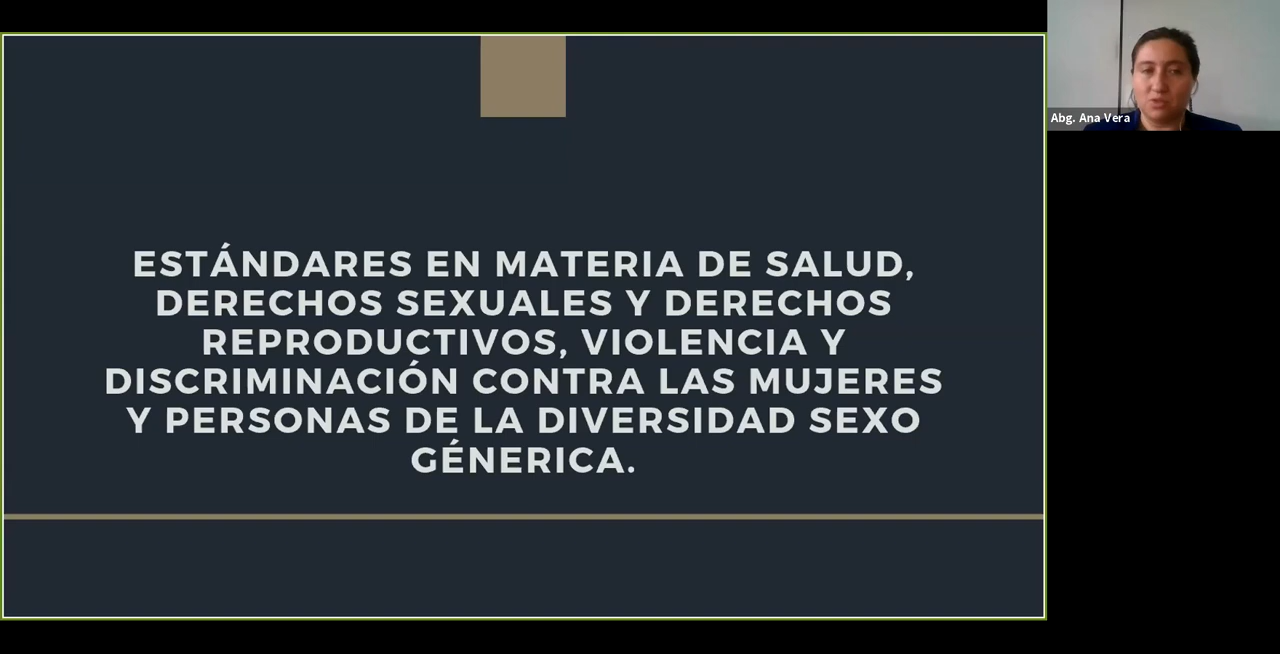 ESTÁNDARES EN MATERIA DE SALUD,
DERECHOS SEXUALES Y DERECHOS
REPRODUCTIVOS, VIOLENCIA Y
DISCRIMINACIÓN CONTRA LAS MUJERES
Y PERSONAS DE LA DIVERSIDAD SEXO
GÉNERICA.
Abg. Ana Vera